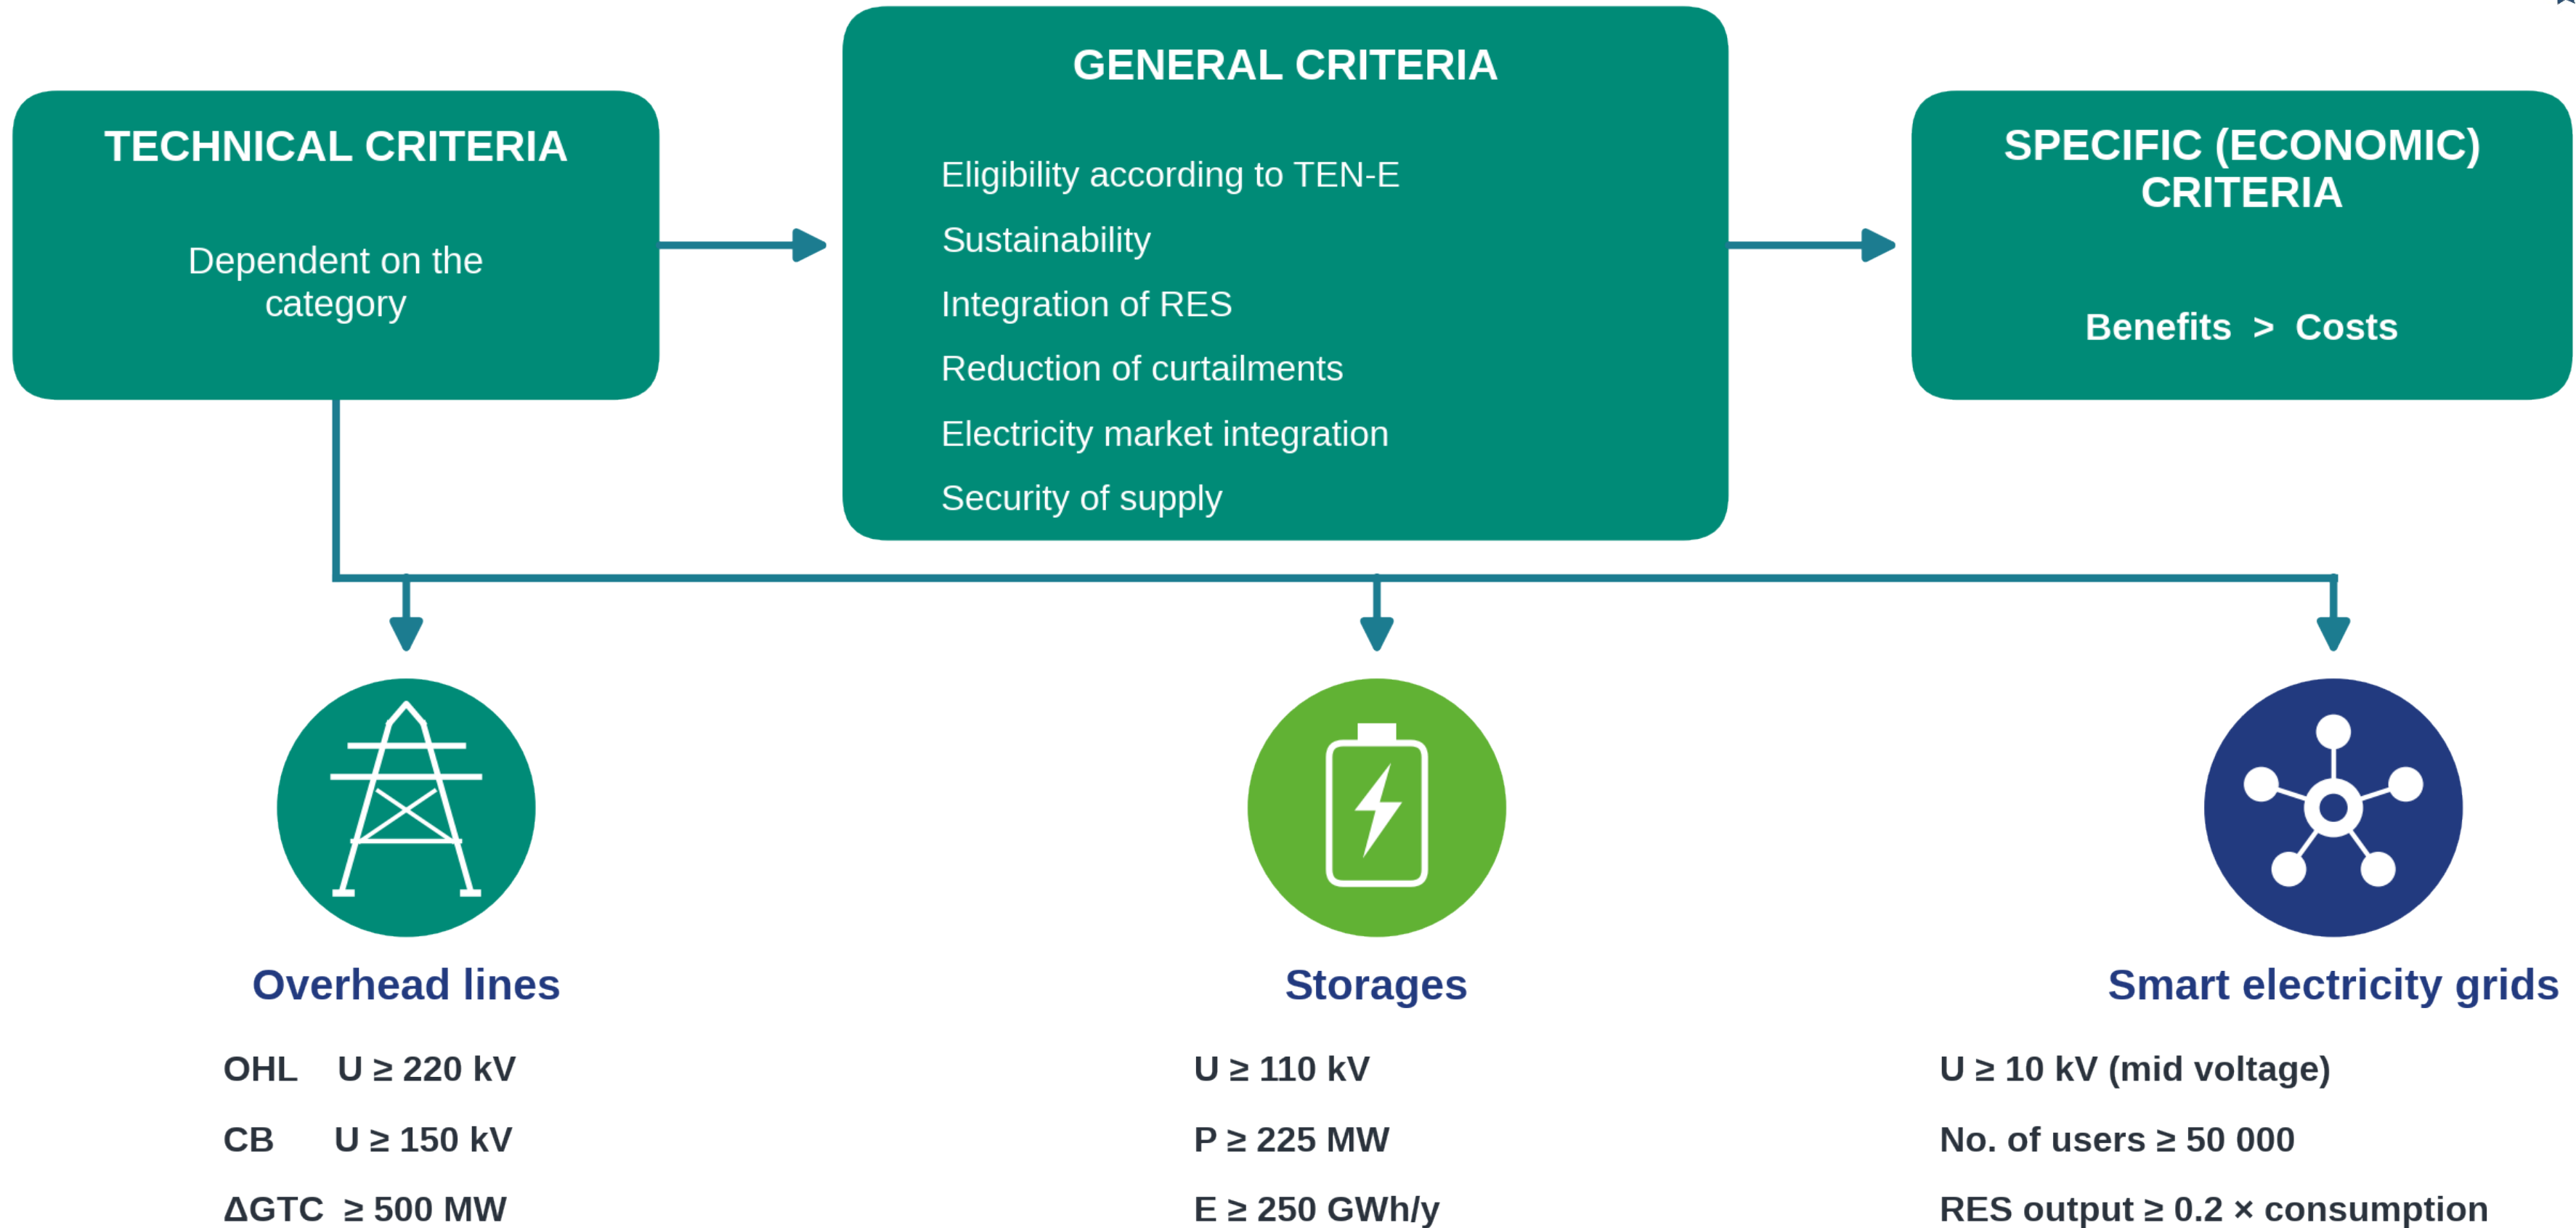 GENERAL CRITERIA
TECHNICAL CRITERIA
Dependent on the
category
Eligibility according to TEN-E
Sustainability
Integration of RES
Reduction of curtailments
Electricity market integration
Security of supply
SPECIFIC (ECONOMIC)
CRITERIA
Benefits > Costs
Overhead lines
OHL U ≥ 220 kV
CB U ≥ 150 kV
ΔGTC ≥ 500 MW
Storages
U ≥ 110 kV
P ≥ 225 MW
E ≥ 250 GWh/y
Smart electricity grids
U ≥ 10 kV (mid voltage)
No. of users ≥ 50 000
RES output ≥ 0.2 × consumption